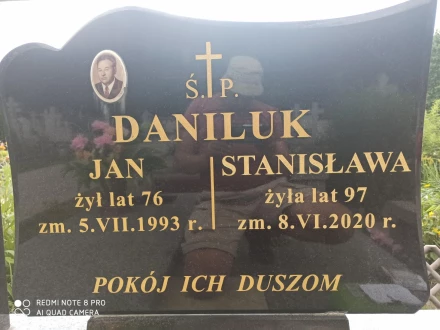 Ś. P.
DANILUK
JAN
żył lat 76
zm. 5.VII.1993 r.
STANISŁAWA
żyła lat 97
zm. 8.VI.2020 r.
POKÓJ ICH DUSZOM
REDMI NOTE 8 PRO
AI QUAD CAMERA